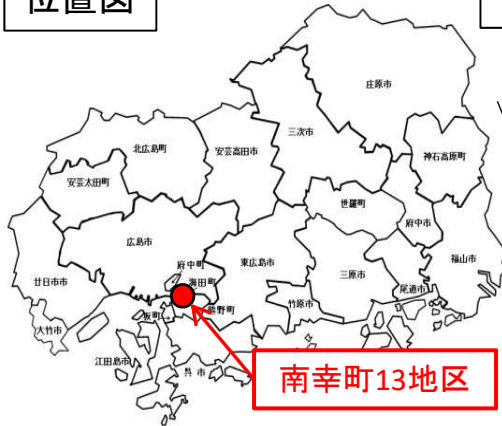 位置図
庄原市
三次市
北広島町
安芸高田市
神石高原町
安芸太田町
世羅町
府中市
広島市
府中町
東広島市
三原市
福山市
廿日市市
海田町
尾道市
熊野町
竹原市
坂町
大竹市
江田島市
呉市
南幸町13地区